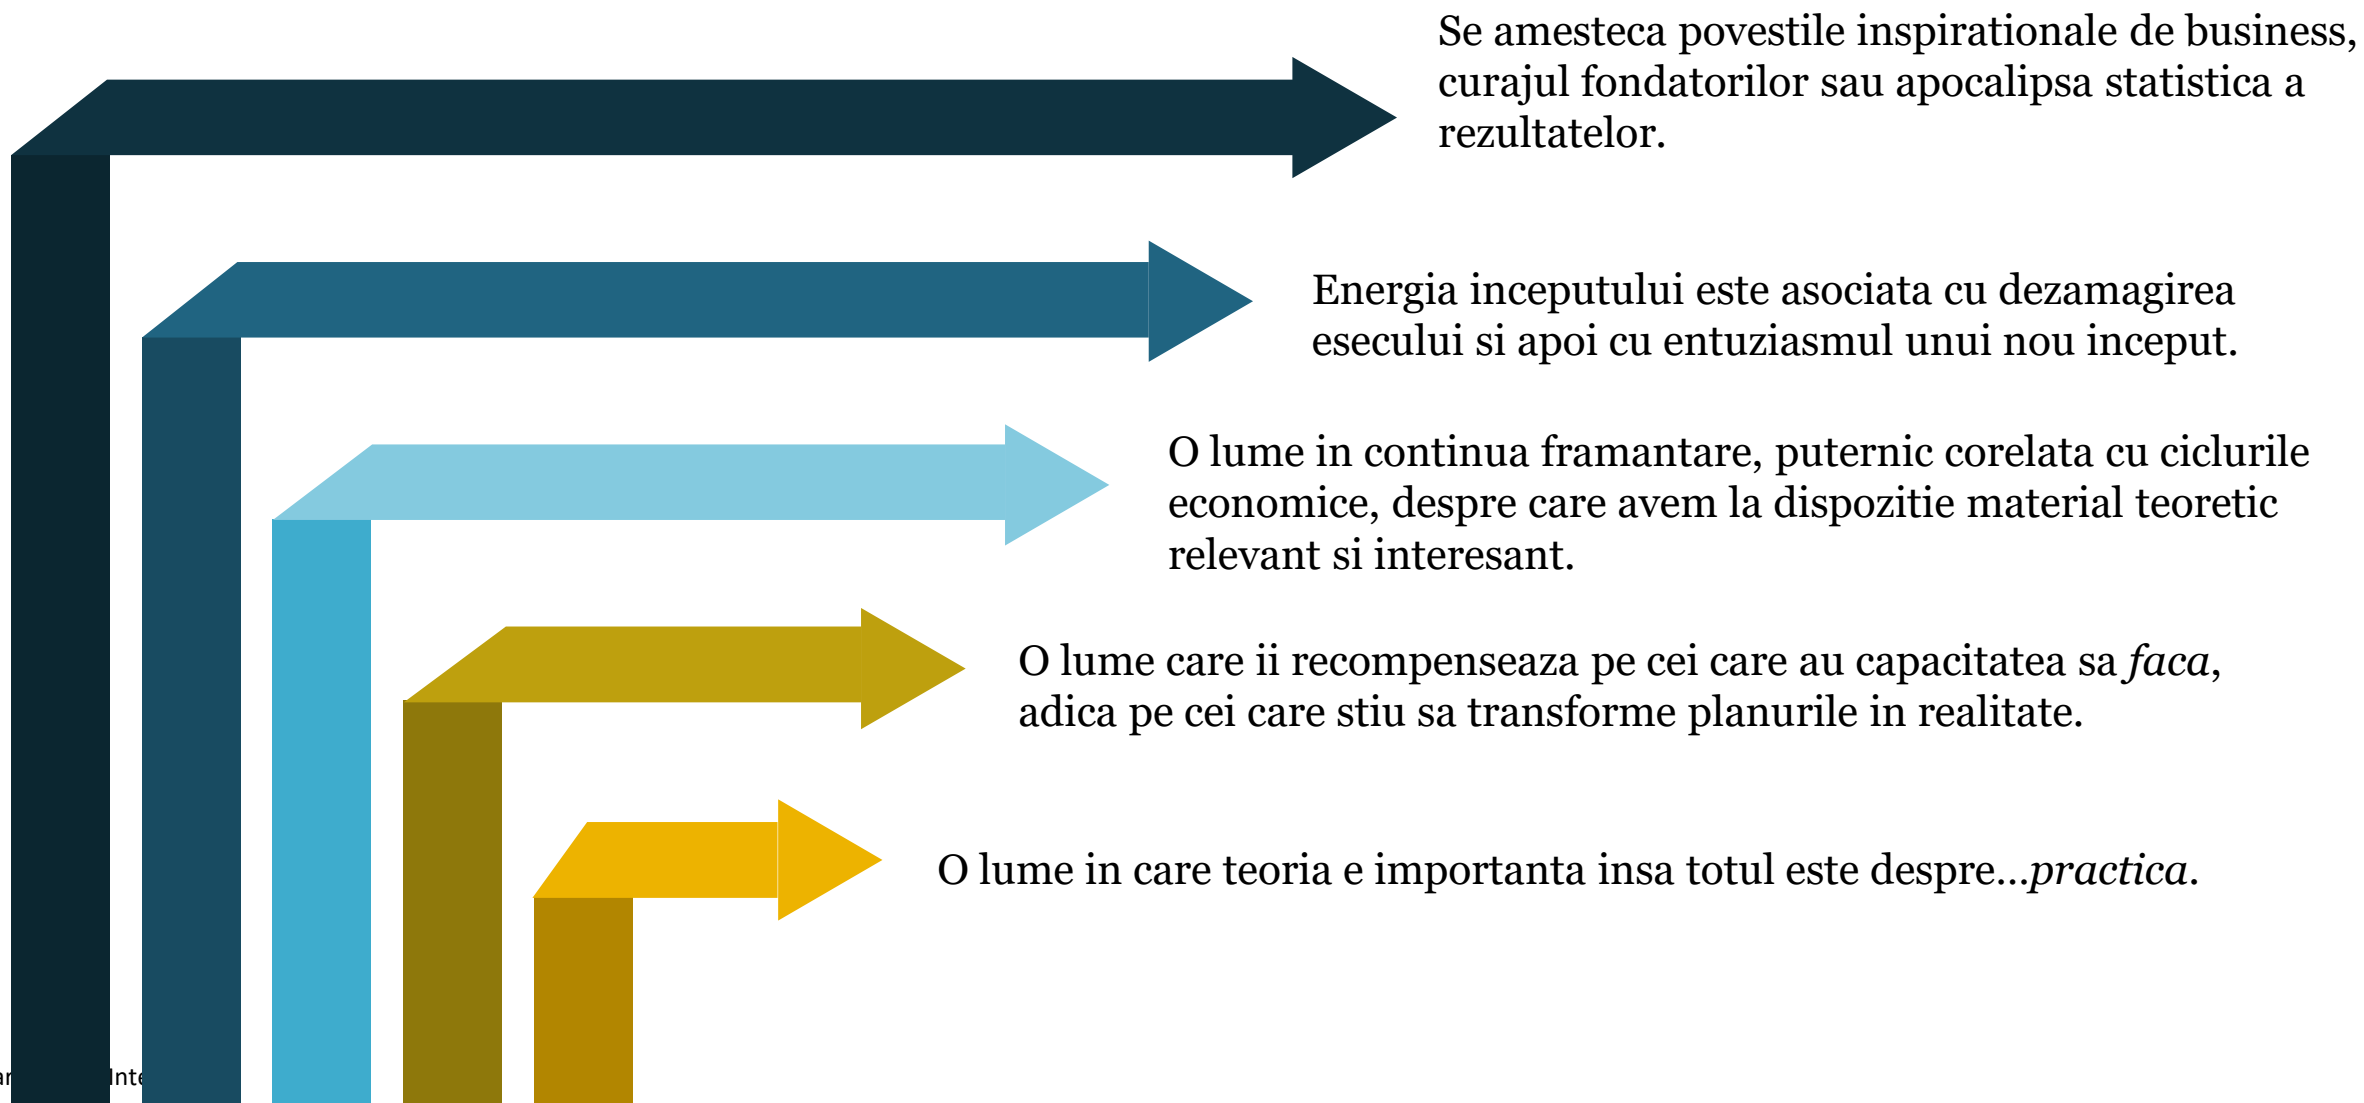 Se amesteca povestile inspirationale de business,
curajul fondatorilor sau apocalipsa statistica a
rezultatelor.
Energia inceputului este asociata cu dezamagirea
esecului si apoi cu entuziasmul unui nou inceput.
O lume in continua framantare, puternic corelata cu ciclurile
economice, despre care avem la dispozitie material teoretic
relevant si interesant.
O lume care ii recompenseaza pe cei care au capacitatea sa faca,
adica pe cei care stiu sa transforme planurile in realitate.
O lume in care teoria e importanta insa totul este despre...practica.